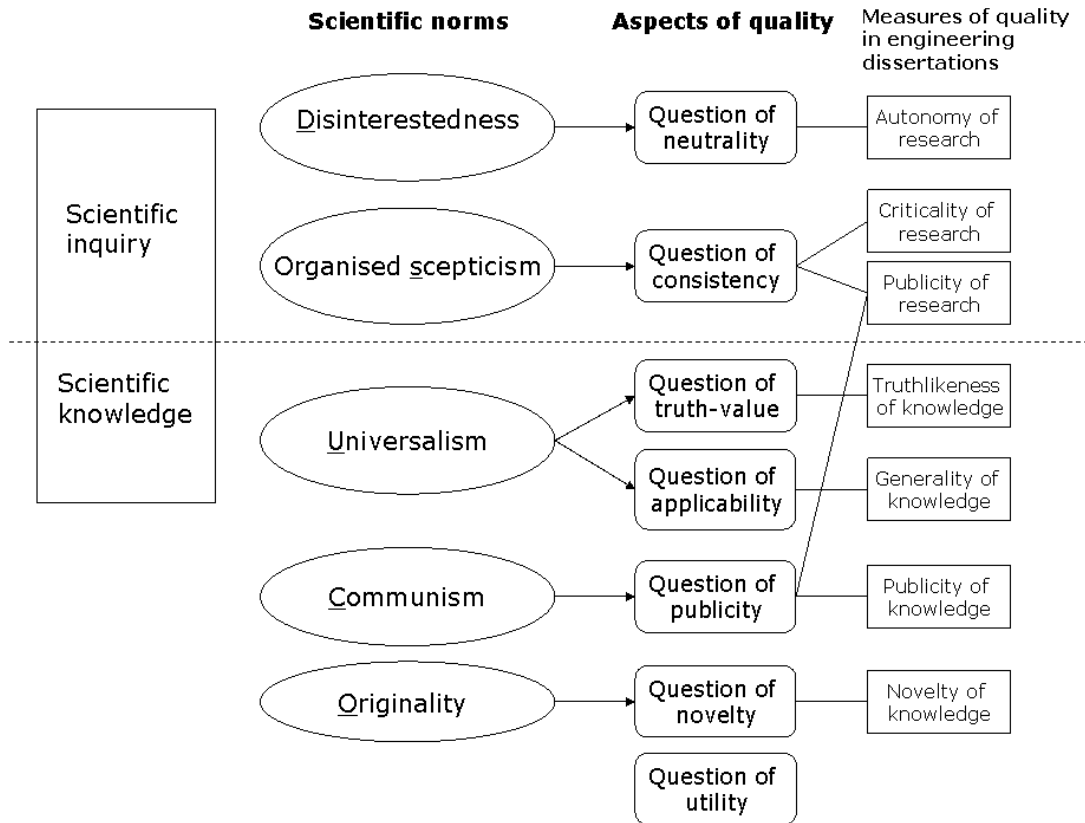 Scientific norms
Aspects of quality
Measures of quality
in engineering
dissertations
Scientific
inquiry
Scientific
knowledge
Disinterestedness
Question of
neutrality
Autonomy of
research
Organised scepticism
Question of
consistency
Criticality of
research
Publicity of
research
Universalism
Question of
truth-value
Truthlikeness
of knowledge
Question of
applicability
Generality of
knowledge
Communism
Question of
publicity
Publicity of
knowledge
Originality
Question of
novelty
Novelty of
knowledge
Question of
utility